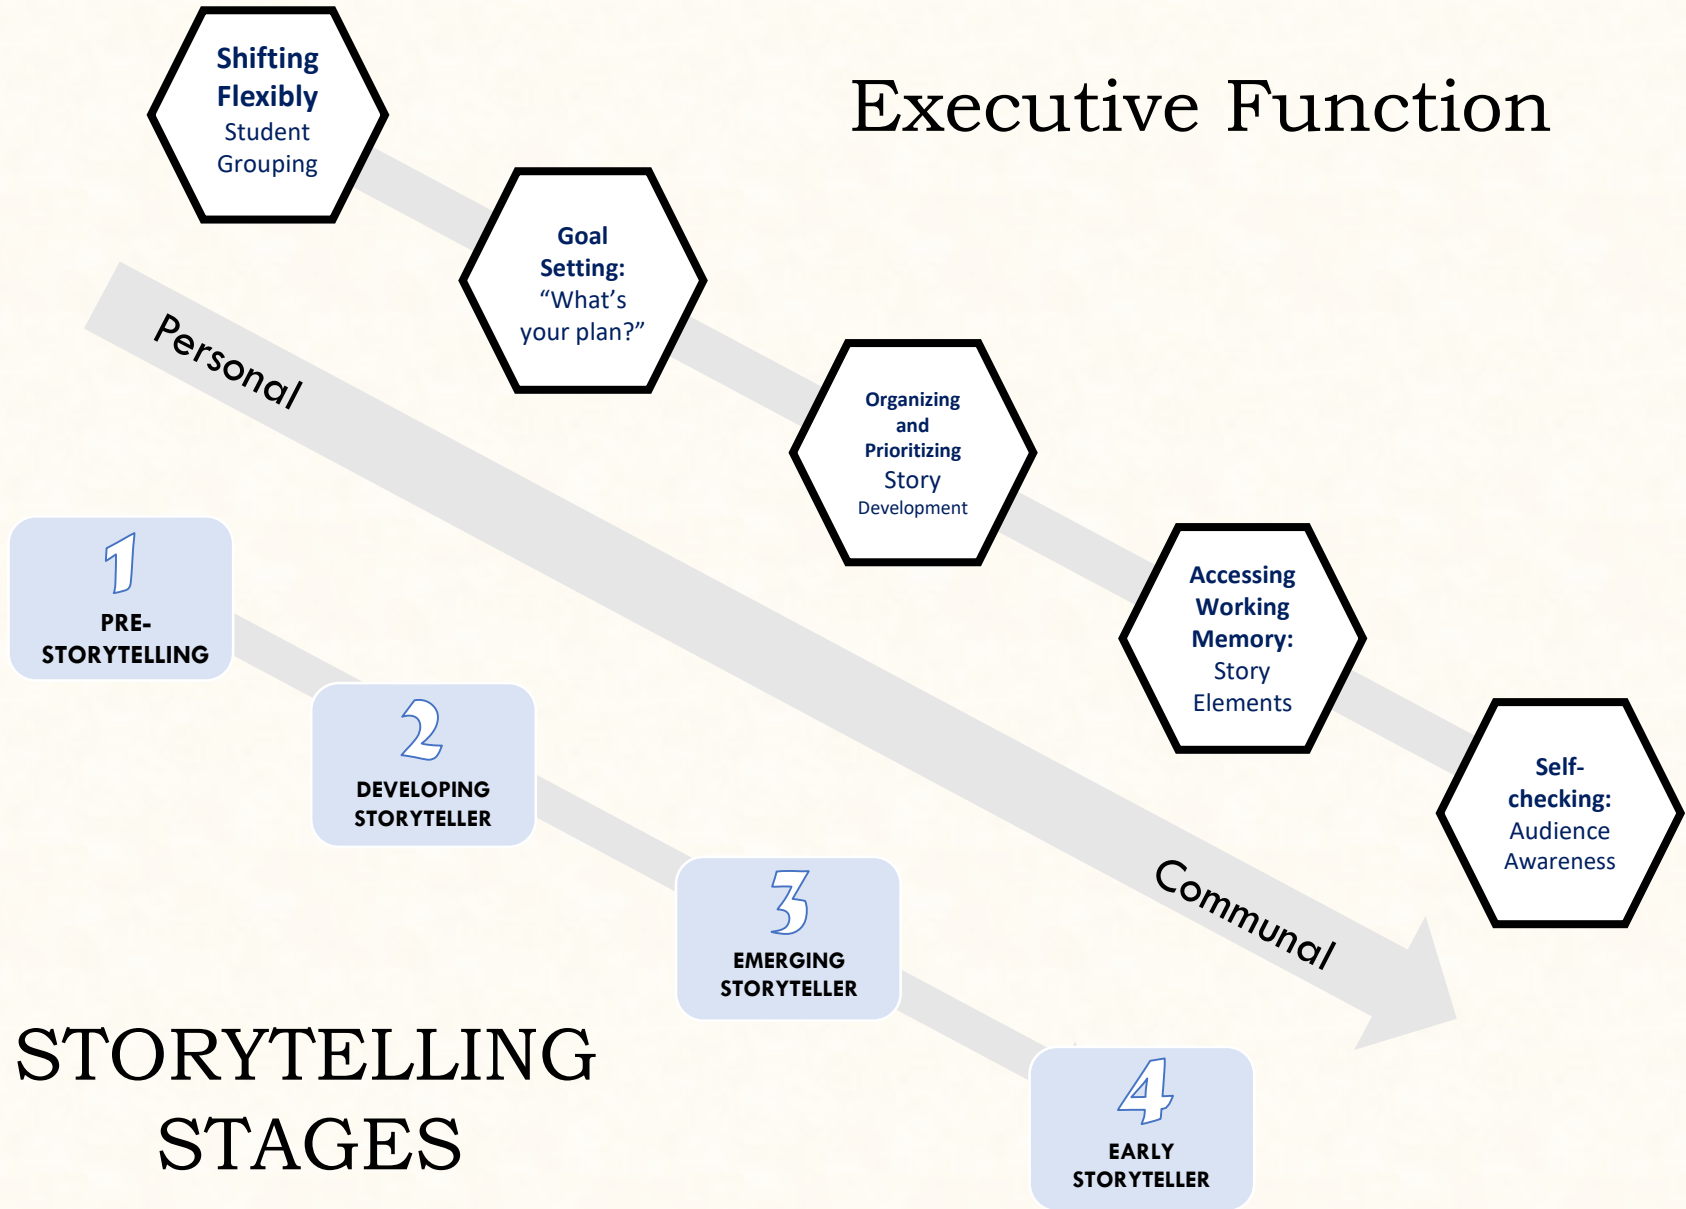 Executive Function
Shifting
Flexibly
Student
Grouping
Goal
Setting:
“What’s
your plan?”
Organizing
and
Prioritizing
Story
Development
Accessing
Working
Memory:
Story
Elements
Self-
checking:
Audience
Awareness
Personal
Communal
1
PRE-
STORYTELLING
2
DEVELOPING
STORYTELLER
3
EMERGING
STORYTELLER
4
EARLY
STORYTELLER
STORYTELLING
STAGES